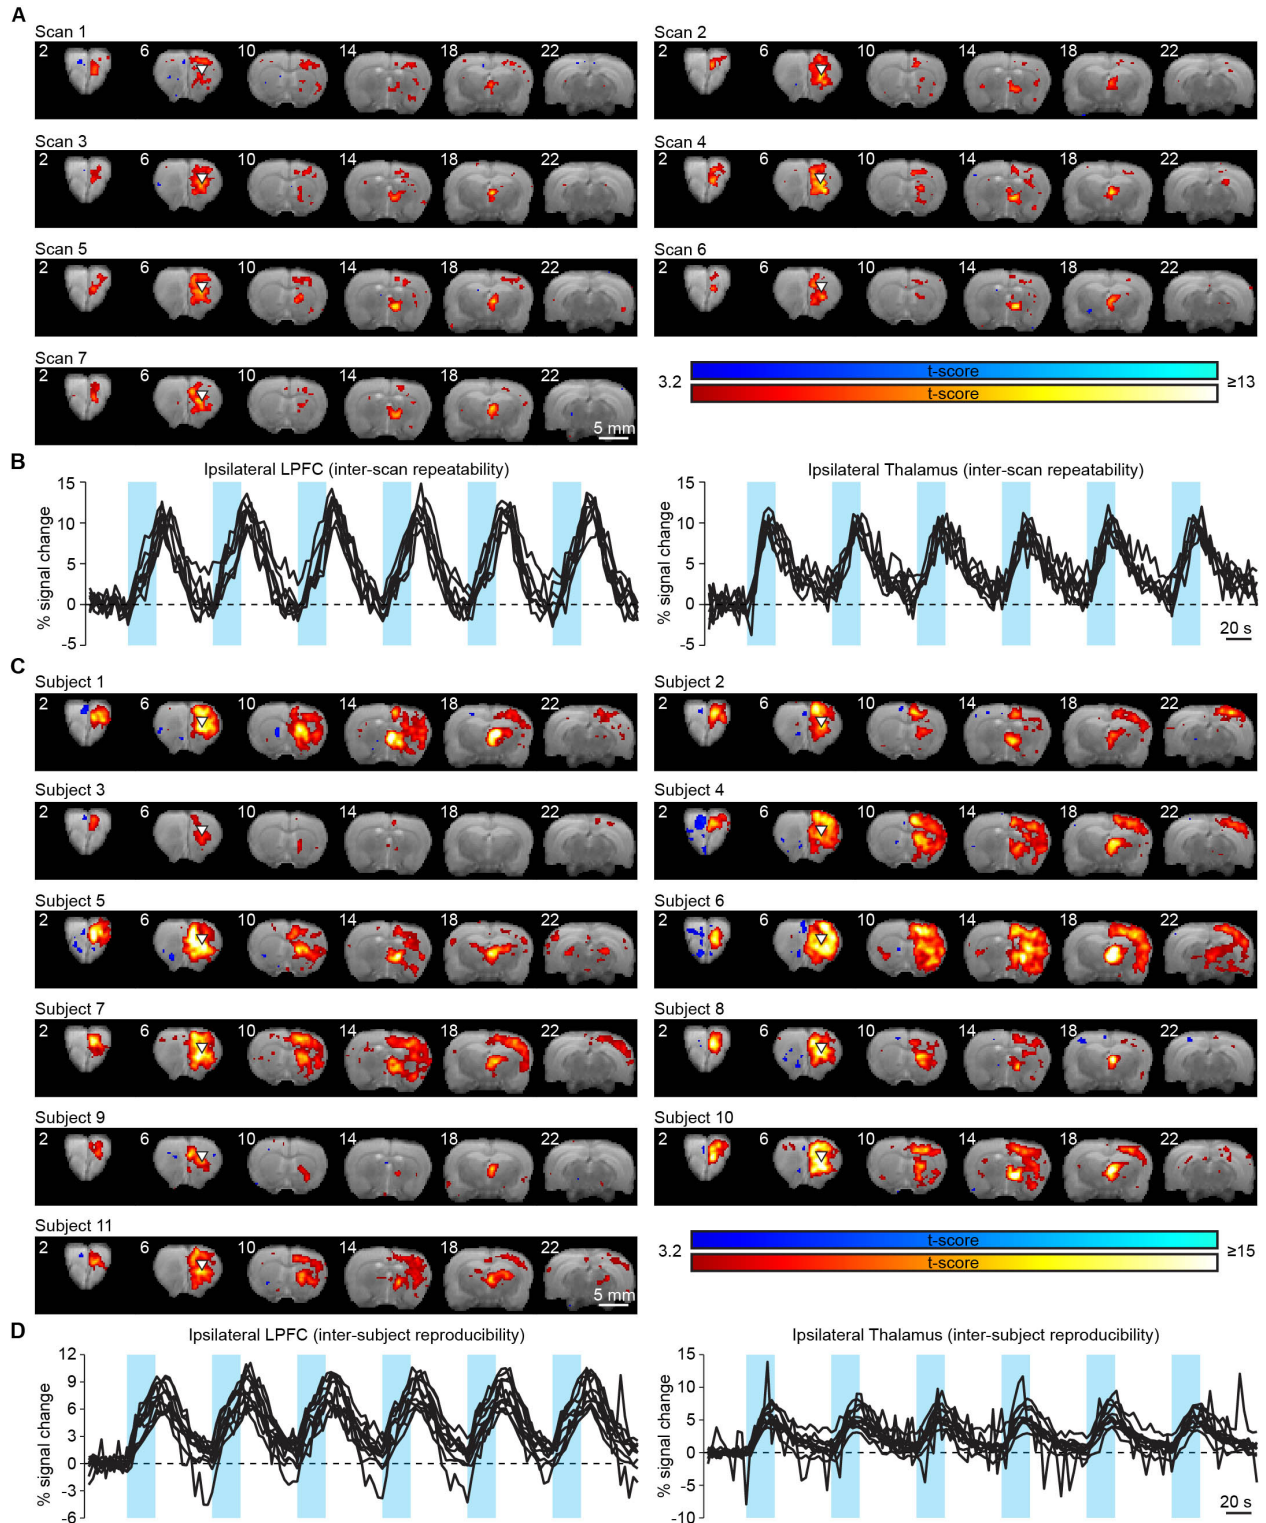 A
Scan 1
2 6 10 14 18 22
Scan 2
2 6 10 14 18 22
Scan 3
2 6 10 14 18 22
Scan 4
2 6 10 14 18 22
Scan 5
2 6 10 14 18 22
Scan 6
2 6 10 14 18 22
Scan 7
2 6 10 14 18 22
5 mm
3.2 t-score ≥13
t-score
B
Ipsilateral LPFC (inter-scan repeatability)
% signal change
15
10
5
0
-5
Ipsilateral Thalamus (inter-scan repeatability)
% signal change
15
10
5
0
-5
20 s
C
Subject 1
2 6 10 14 18 22
Subject 2
2 6 10 14 18 22
Subject 3
2 6 10 14 18 22
Subject 4
2 6 10 14 18 22
Subject 5
2 6 10 14 18 22
Subject 6
2 6 10 14 18 22
Subject 7
2 6 10 14 18 22
Subject 8
2 6 10 14 18 22
Subject 9
2 6 10 14 18 22
Subject 10
2 6 10 14 18 22
Subject 11
2 6 10 14 18 22
5 mm
3.2 t-score ≥15
t-score
D
Ipsilateral LPFC (inter-subject reproducibility)
% signal change
12
9
6
3
0
-3
-6
Ipsilateral Thalamus (inter-subject reproducibility)
% signal change
15
10
5
0
-5
-10
20 s